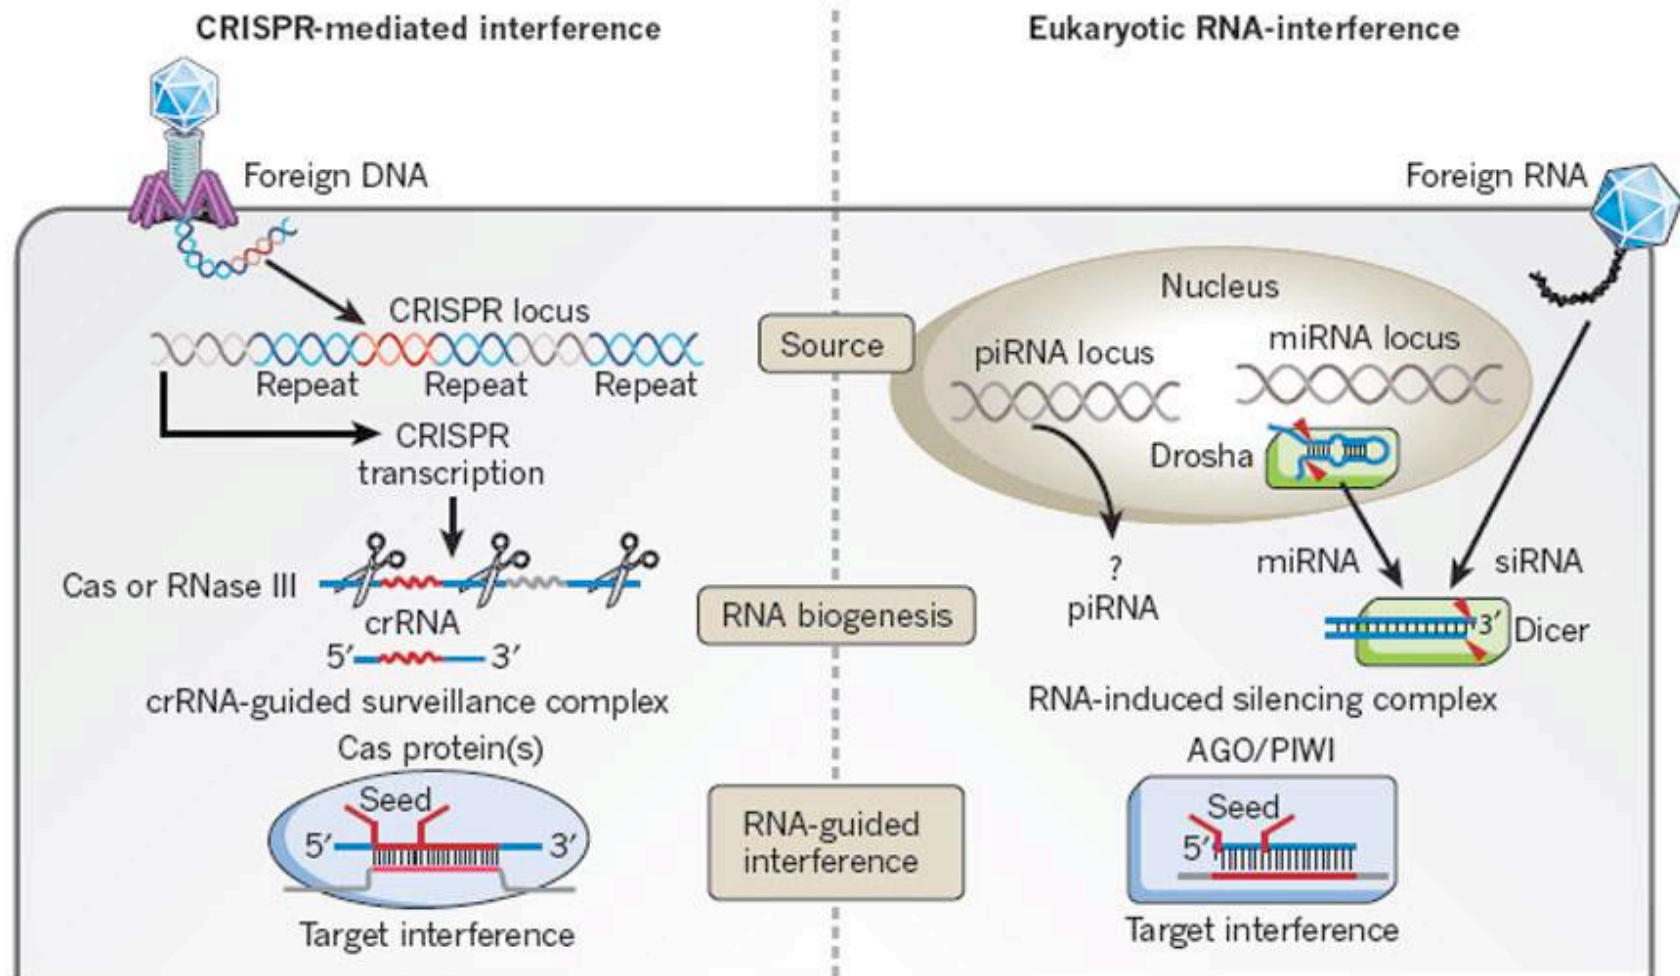 CRISPR-mediated interference
Eukaryotic RNA-interference
Foreign DNA
Foreign RNA
CRISPR locus
Repeat
Repeat
Repeat
CRISPR
transcription
Source
Nucleus
piRNA locus
miRNA locus
Drosha
Cas or RNase III
crRNA
5′
3′
RNA biogenesis
?
piRNA
miRNA
siRNA
3′
Dicer
crRNA-guided surveillance complex
Cas protein(s)
Seed
5′
3′
Target interference
RNA-guided
interference
RNA-induced silencing complex
AGO/PIWI
Seed
5′
Target interference